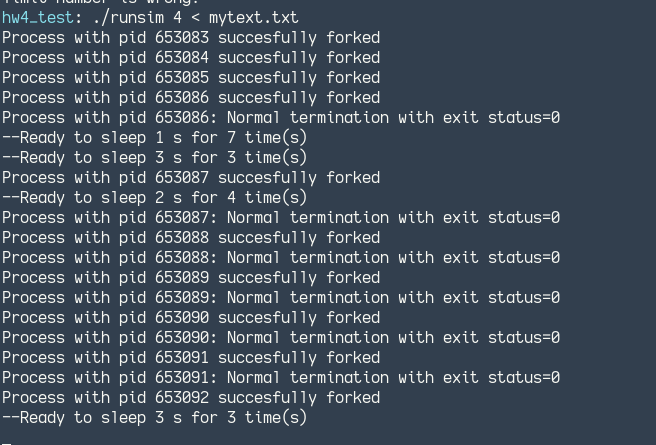 hw4_test: ./runsim 4 < mytext.txt
Process with pid 653083 succesfully forked
Process with pid 653084 succesfully forked
Process with pid 653085 succesfully forked
Process with pid 653086 succesfully forked
Process with pid 653086: Normal termination with exit status=0
--Ready to sleep 1 s for 7 time(s)
--Ready to sleep 3 s for 3 time(s)
Process with pid 653087 succesfully forked
--Ready to sleep 2 s for 4 time(s)
Process with pid 653087: Normal termination with exit status=0
Process with pid 653088 succesfully forked
Process with pid 653088: Normal termination with exit status=0
Process with pid 653089 succesfully forked
Process with pid 653089: Normal termination with exit status=0
Process with pid 653090 succesfully forked
Process with pid 653090: Normal termination with exit status=0
Process with pid 653091 succesfully forked
Process with pid 653091: Normal termination with exit status=0
Process with pid 653092 succesfully forked
--Ready to sleep 3 s for 3 time(s)